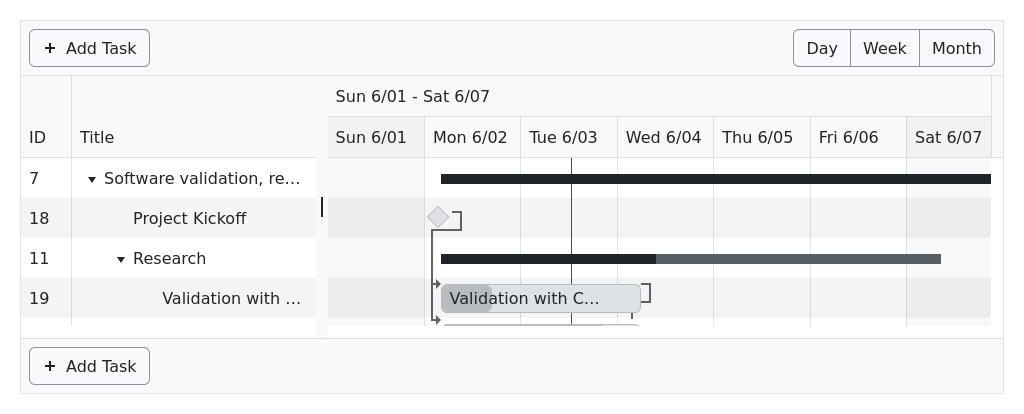 Add Task
Day Week Month
Sun 6/01 - Sat 6/07
ID Title Sun 6/01 Mon 6/02 Tue 6/03 Wed 6/04 Thu 6/05 Fri 6/06 Sat 6/07
7 Software validation, re...
18 Project Kickoff
11 Research
19 Validation with ... Validation with C...
Add Task